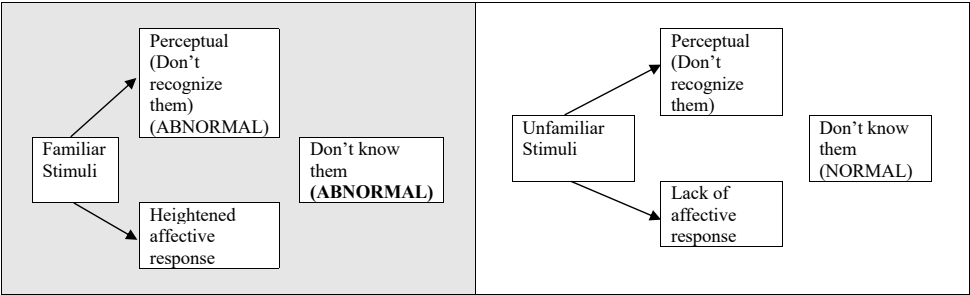 Perceptual
(Don't
recognize
them)
(ABNORMAL)
Familiar
Stimuli
Don't know
them
(ABNORMAL)
Heightened
affective
response
Perceptual
(Don't
recognize
them)
Unfamiliar
Stimuli
Don't know
them
(NORMAL)
Lack of
affective
response